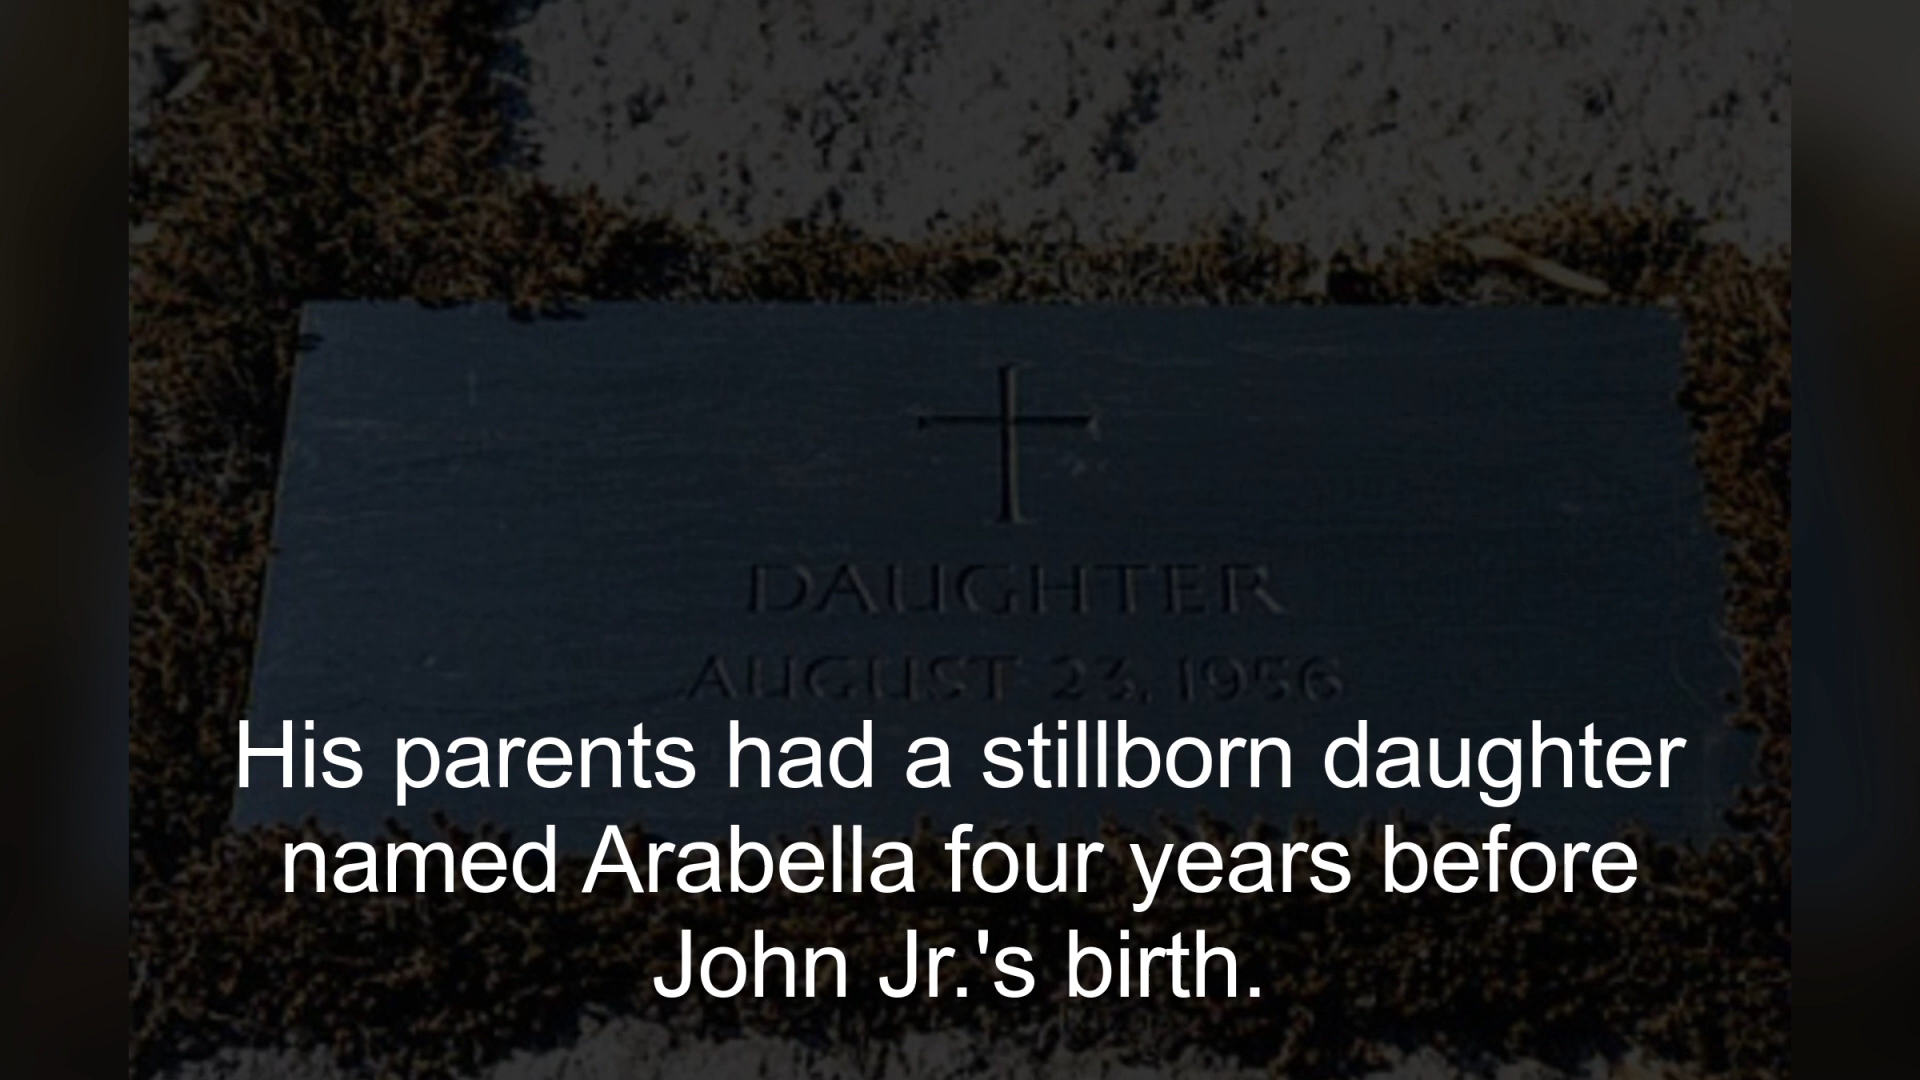 DAUGHTER
AUGUST 23, 1956
His parents had a stillborn daughter
named Arabella four years before
John Jr.'s birth.